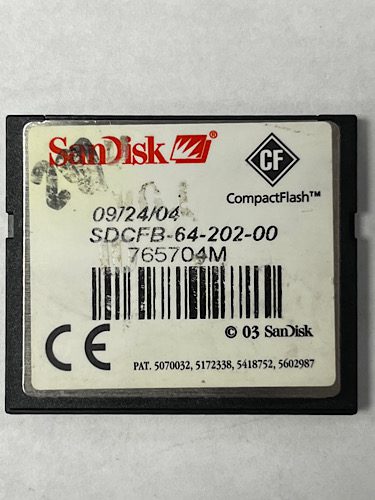 SanDisk®
CF
CompactFlash™
09/24/04
SDCFB-64-202-00
765704M
© 03 SanDisk
CE
PAT. 5070032, 5172338, 5418752, 5602987